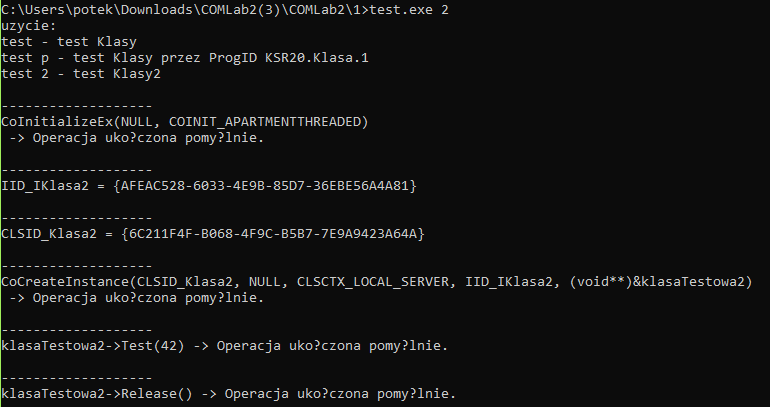 C:\Users\potek\Downloads\COMLab2(3)\COMLab2\1>test.exe 2
uzycie:
test - test Klasy
test p - test Klasy przez ProgID KSR20.Klasa.1
test 2 - test Klasy2
-------------------
CoInitializeEx(NULL, COINIT_APARTMENTTHREADED)
-> Operacja uko?czona pomy?lnie.
-------------------
IID_IKlasa2 = {AFEAC528-6033-4E9B-85D7-36EBE56A4A81}
-------------------
CLSID_Klasa2 = {6C211F4F-B068-4F9C-B5B7-7E9A9423A64A}
-------------------
CoCreateInstance(CLSID_Klasa2, NULL, CLSCTX_LOCAL_SERVER, IID_IKlasa2, (void**)&klasaTestowa2)
-> Operacja uko?czona pomy?lnie.
-------------------
klasaTestowa2->Test(42) -> Operacja uko?czona pomy?lnie.
-------------------
klasaTestowa2->Release() -> Operacja uko?czona pomy?lnie.